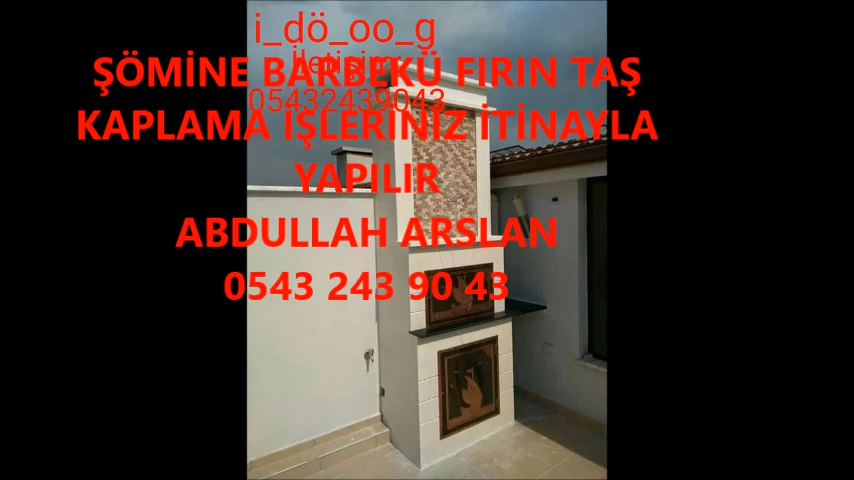 i_dö_oo_g
İletişim
05432439043
ŞÖMİNE BARBEKÜ FIRIN TAŞ
KAPLAMA İŞLERİNİZ İTİNAYLA
YAPILIR
ABDULLAH ARSLAN
0543 243 90 43